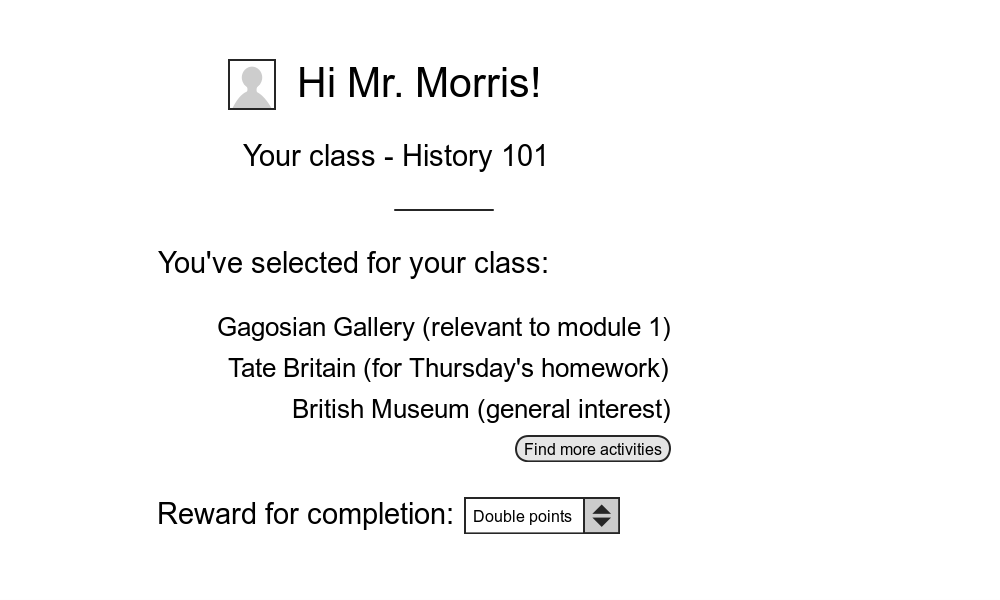 Hi Mr. Morris!
Your class - History 101
You've selected for your class:
Gagosian Gallery (relevant to module 1)
Tate Britain (for Thursday's homework)
British Museum (general interest)
Find more activities
Reward for completion: Double points